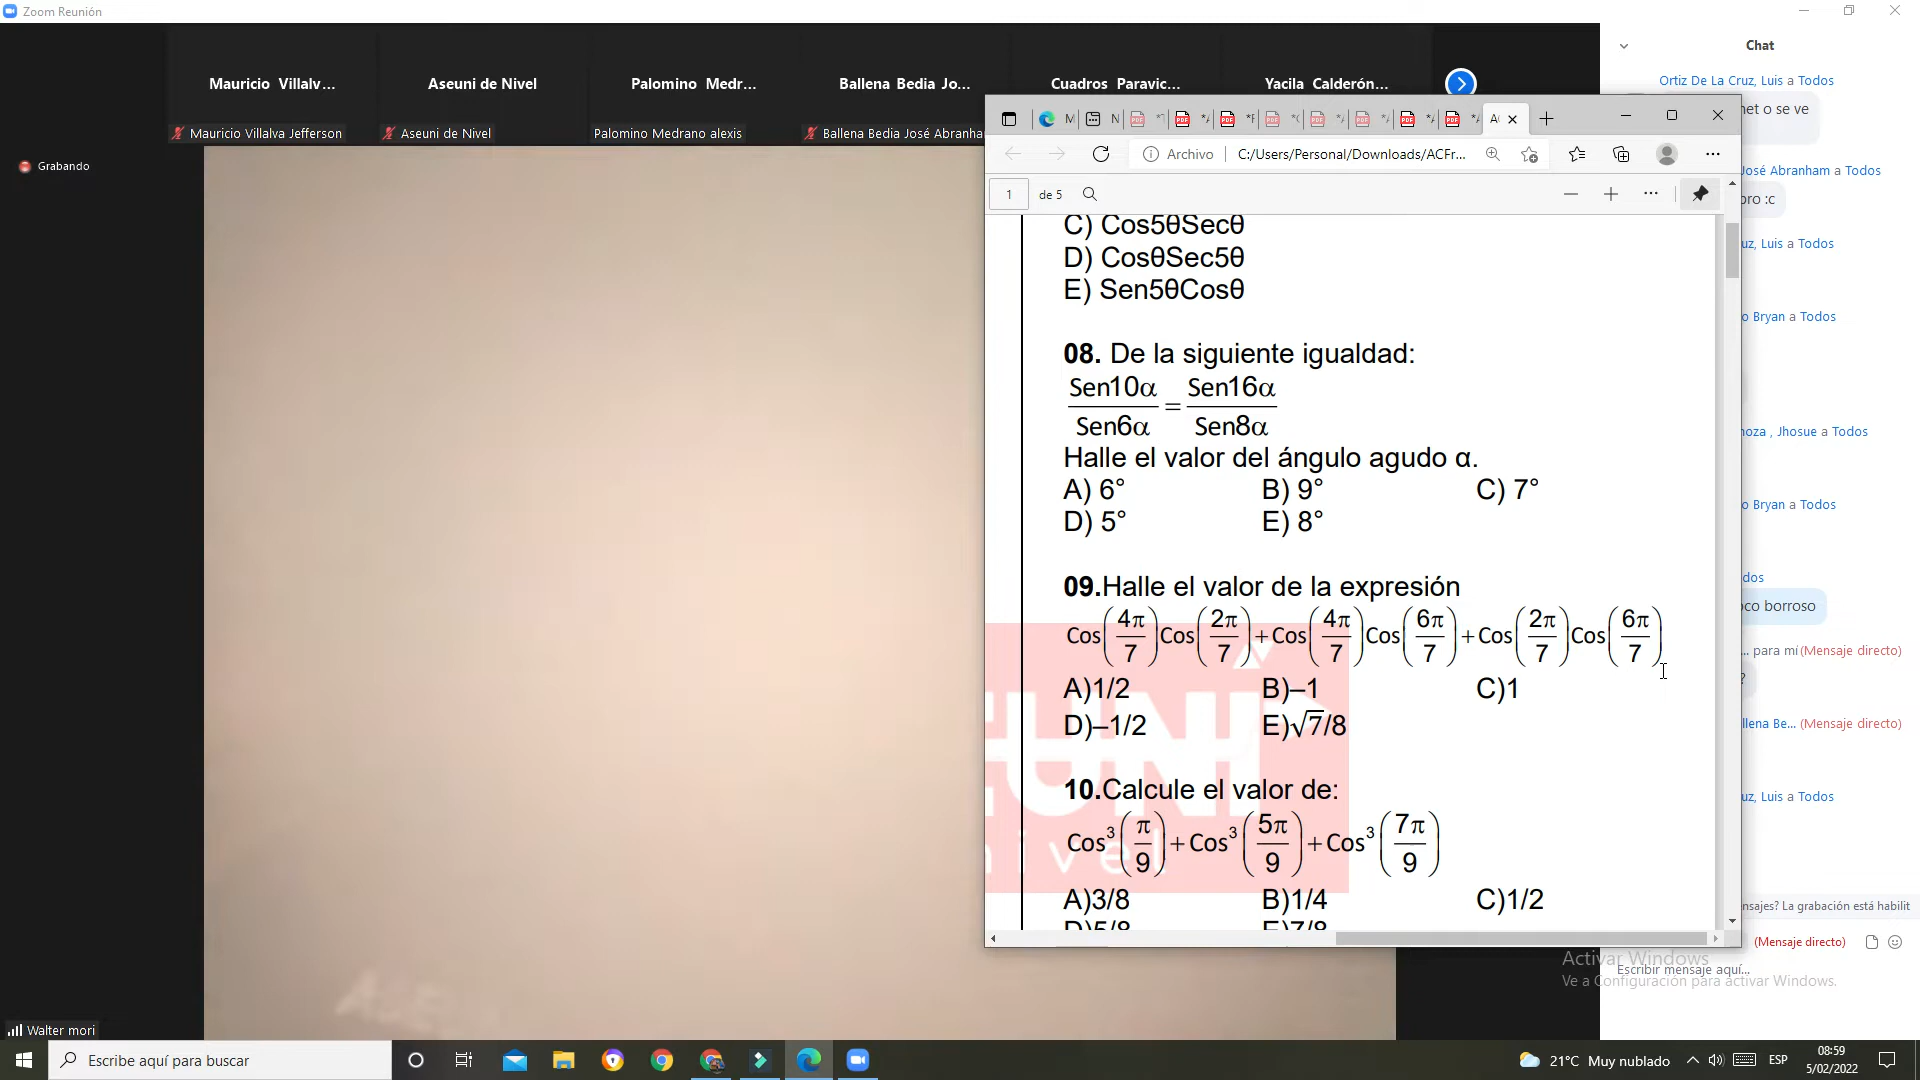 Zoom Reunión
Mauricio Villalv...
Aseuni de Nivel
Palomino Medr...
Ballena Bedia Jo...
Cuadros Paravic...
Yacila Calderón...
Mauricio Villalva Jefferson
Aseuni de Nivel
Palomino Medrano alexis
Ballena Bedia José Abranha
Grabando
Archivo
C:/Users/Personal/Downloads/ACFr...
1 de 5
C) Cos5θSecθ
D) CosθSec5θ
E) Sen5θCosθ
08. De la siguiente igualdad:
Sen10α/Sen6α = Sen16α/Sen8α
Halle el valor del ángulo agudo α.
A) 6° B) 9° C) 7°
D) 5° E) 8°
09.Halle el valor de la expresión
Cos(4π/7)Cos(2π/7)+Cos(4π/7)Cos(6π/7)+Cos(2π/7)Cos(6π/7)
A)1/2 B)–1 C)1
D)–1/2 E)√7/8
10.Calcule el valor de:
Cos³(π/9)+Cos³(5π/9)+Cos³(7π/9)
A)3/8 B)1/4 C)1/2
D)5/8 E)7/8
Chat
Ortiz De La Cruz, Luis a Todos
net o se ve
José Abranham a Todos
oro :c
uz, Luis a Todos
o Bryan a Todos
noza , Jhosue a Todos
o Bryan a Todos
dos
oco borroso
... para mí (Mensaje directo)
?
llena Be... (Mensaje directo)
uz, Luis a Todos
nsajes? La grabación está habilit
(Mensaje directo)
Escribir mensaje aquí...
Activar Windows
Ve a Configuración para activar Windows.
Walter mori
Escribe aquí para buscar
21°C Muy nublado
ESP
08:59
5/02/2022